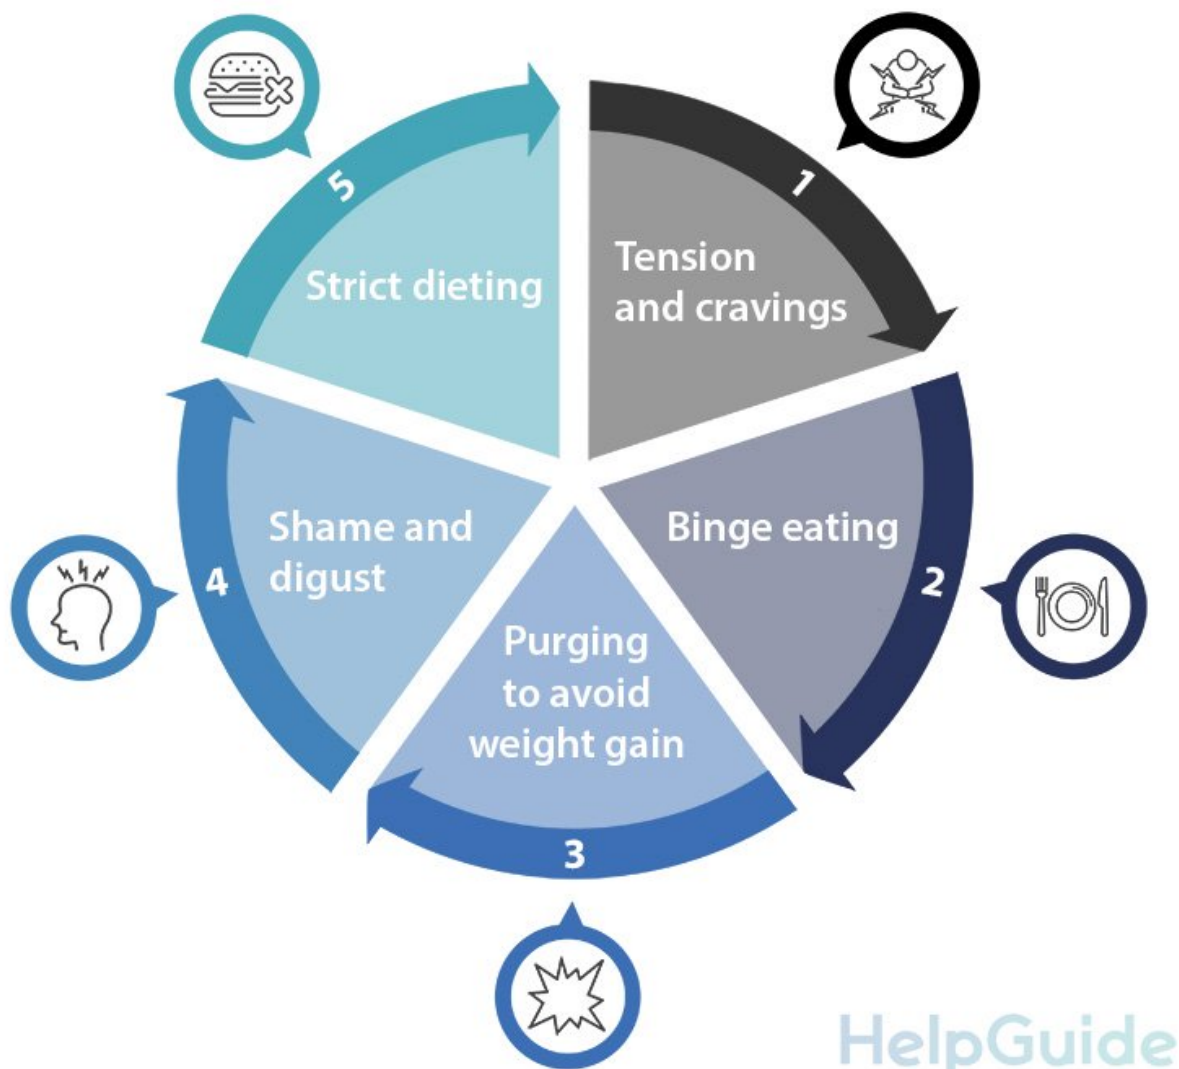 1
Tension
and cravings
2
Binge eating
3
Purging
to avoid
weight gain
4
Shame and
digust
5
Strict dieting
HelpGuide